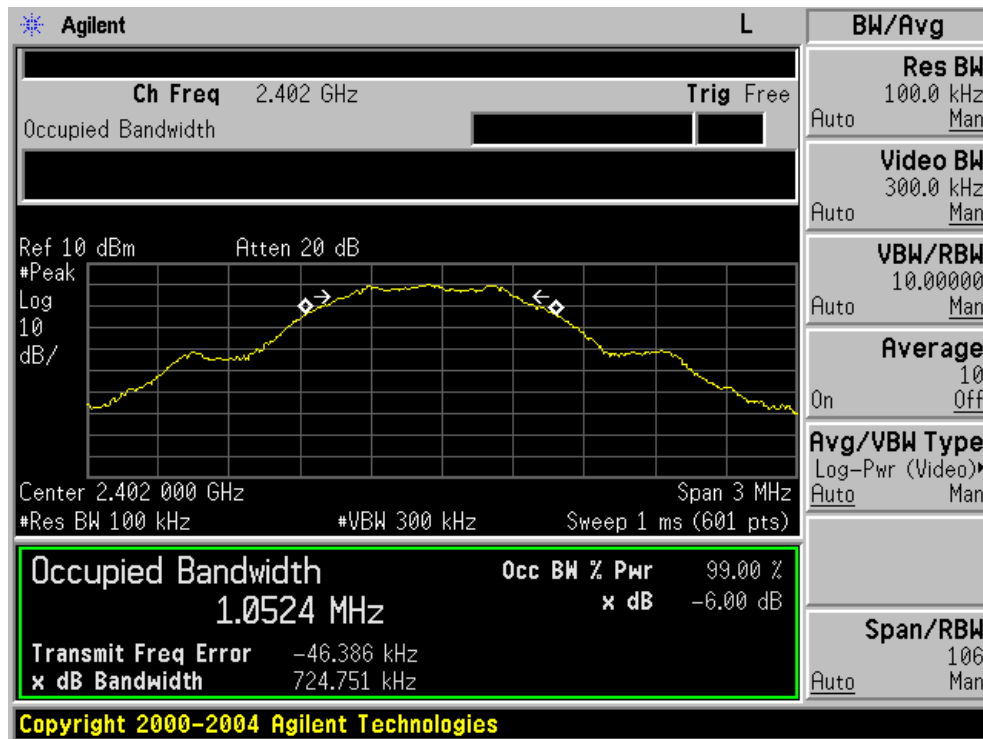 Agilent L
BW/Avg
Ch Freq 2.402 GHz Trig Free
Occupied Bandwidth
Ref 10 dBm Atten 20 dB
#Peak
Log
10
dB/
Center 2.402 000 GHz Span 3 MHz
#Res BW 100 kHz #VBW 300 kHz Sweep 1 ms (601 pts)
Occupied Bandwidth
1.0524 MHz
Occ BW % Pwr 99.00 %
x dB -6.00 dB
Transmit Freq Error -46.386 kHz
x dB Bandwidth 724.751 kHz
Res BW
100.0 kHz
Auto Man
Video BW
300.0 kHz
Auto Man
VBW/RBW
10.00000
Auto Man
Average
10
On Off
Avg/VBW Type
Log-Pwr (Video)
Auto Man
Span/RBW
106
Auto Man
Copyright 2000-2004 Agilent Technologies